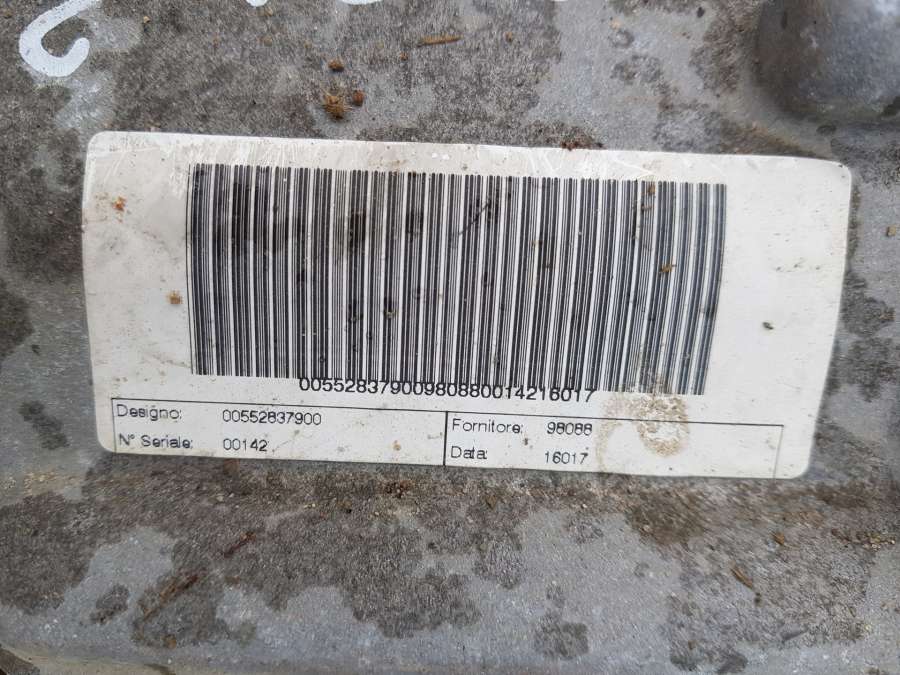 00552837900980880014216017
Designo: 00552837900
N° Seriale: 00142
Fornitore: 98088
Data: 16017